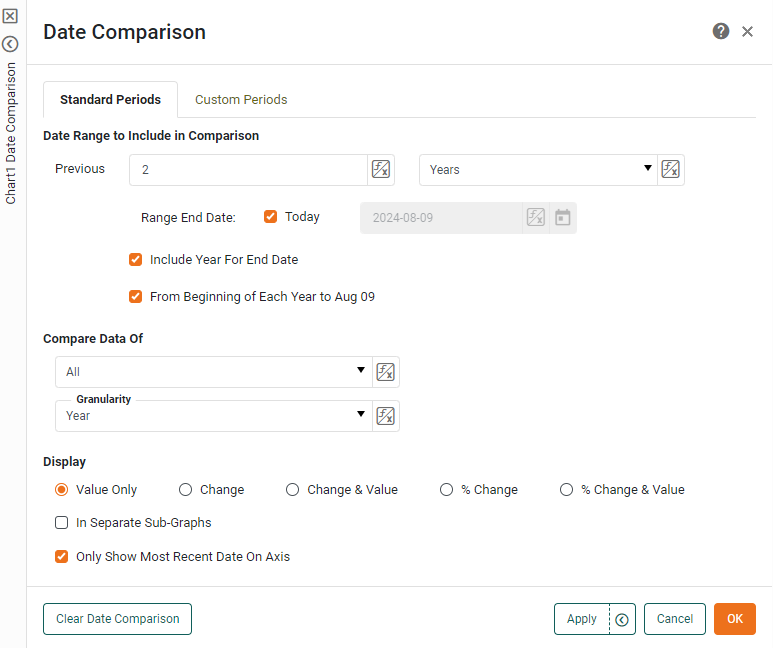 Chart1 Date Comparison
Date Comparison
Standard Periods Custom Periods
Date Range to Include in Comparison
Previous 2 Years
Range End Date: Today 2024-08-09
Include Year For End Date
From Beginning of Each Year to Aug 09
Compare Data Of
All
Granularity
Year
Display
Value Only Change Change & Value % Change % Change & Value
In Separate Sub-Graphs
Only Show Most Recent Date On Axis
Clear Date Comparison Apply Cancel OK